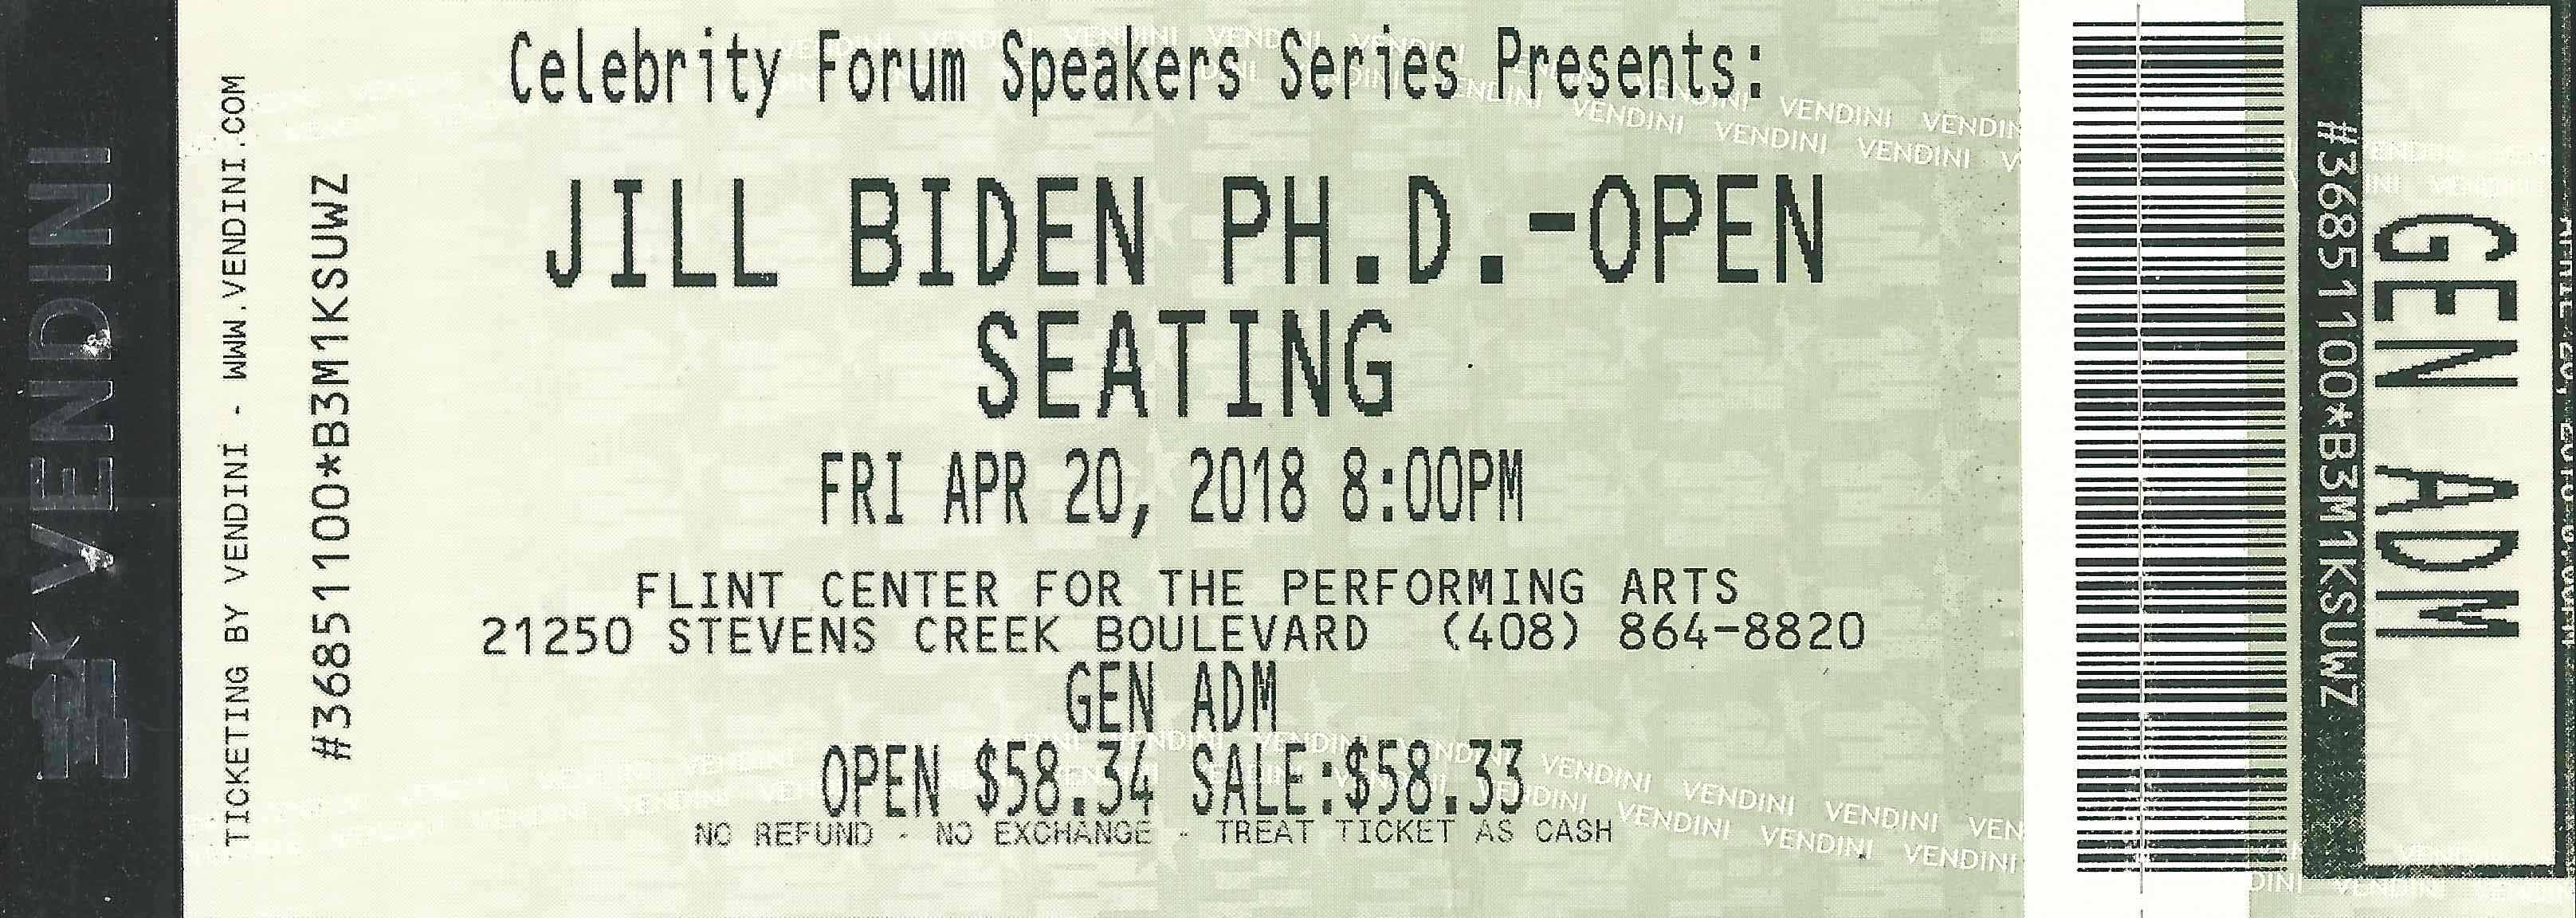 Celebrity Forum Speakers Series Presents:
JILL BIDEN PH.D.-OPEN
SEATING
FRI APR 20, 2018 8:00PM
FLINT CENTER FOR THE PERFORMING ARTS
21250 STEVENS CREEK BOULEVARD (408) 864-8820
GEN ADM
OPEN $58.34 SALE:$58.33
NO REFUND - NO EXCHANGE - TREAT TICKET AS CASH
VENDINI
TICKETING BY VENDINI - WWW.VENDINI.COM
#36851100*B3M1KSUWZ
#36851100*B3M1KSUWZ
GEN ADM